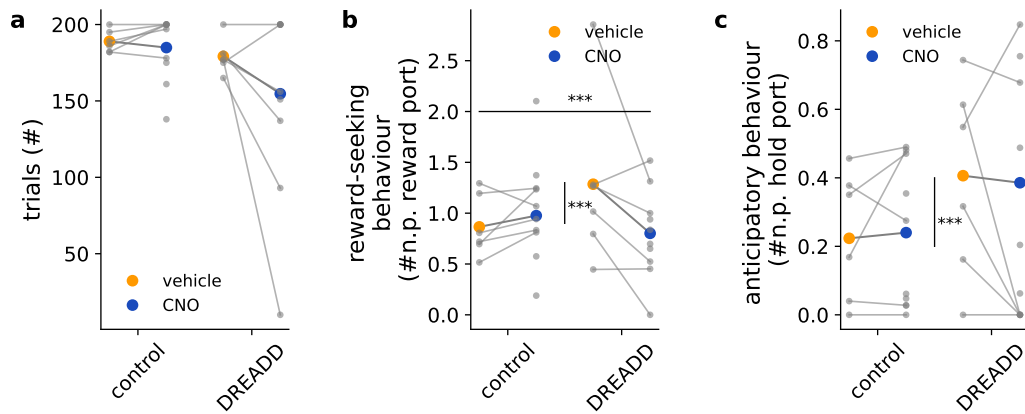 a
trials (#)
200
150
100
50
vehicle
CNO
control
DREADD
b
reward-seeking
behaviour
(#n.p. reward port)
2.5
2.0
1.5
1.0
0.5
0.0
vehicle
CNO
***
***
control
DREADD
c
anticipatory behaviour
(#n.p. hold port)
0.8
0.6
0.4
0.2
0.0
vehicle
CNO
***
control
DREADD